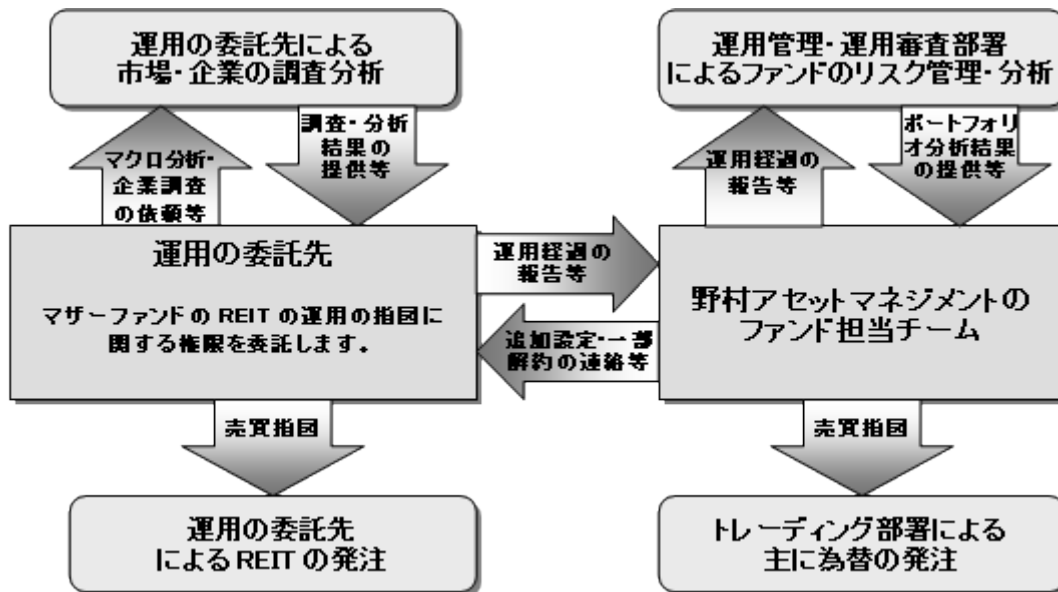 運用の委託先による
市場・企業の調査分析
運用管理・運用審査部署
によるファンドのリスク管理・分析
マクロ分析・
企業調査
の依頼等
調査・分析
結果の
提供等
運用経過の
報告等
ポートフォリ
オ分析結果
の提供等
運用の委託先
マザーファンドの REIT の運用の指図に
関する権限を委託します。
運用経過の
報告等
追加設定・一部
解約の連絡等
野村アセットマネジメントの
ファンド担当チーム
売買指図
売買指図
運用の委託先
による REIT の発注
トレーディング部署による
主に為替の発注